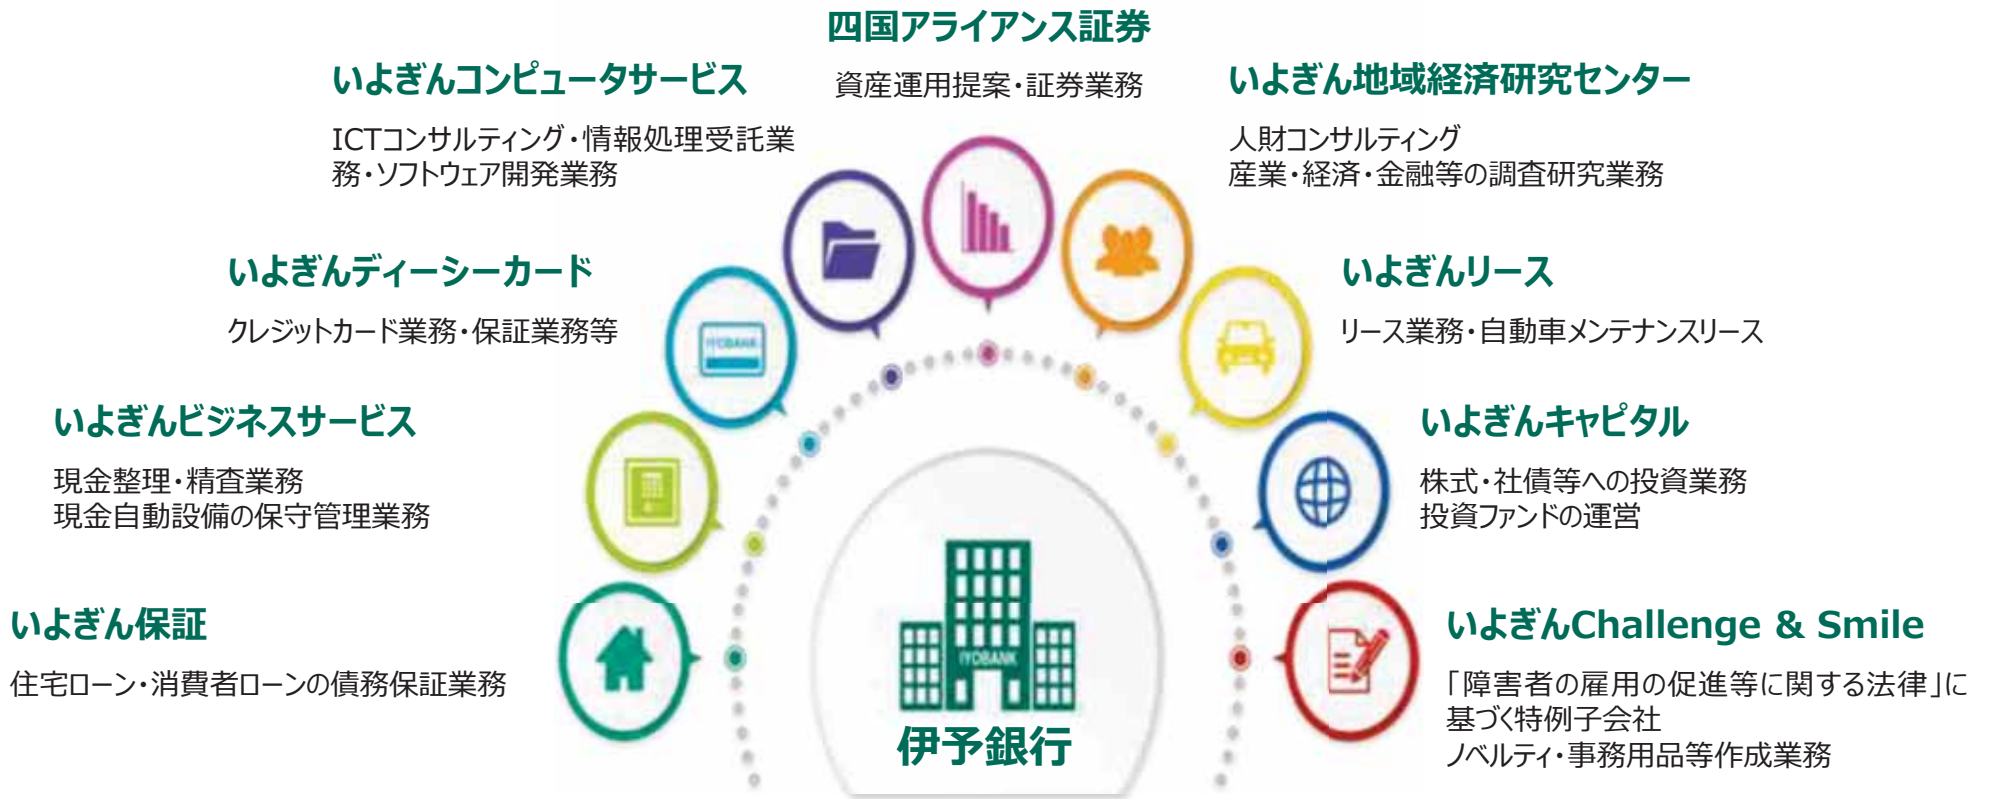 四国アライアンス証券
資産運用提案・証券業務
いよぎんコンピュータサービス
ICTコンサルティング・情報処理受託業
務・ソフトウェア開発業務
いよぎん地域経済研究センター
人財コンサルティング
産業・経済・金融等の調査研究業務
いよぎんディーシーカード
クレジットカード業務・保証業務等
IYOBANK
いよぎんリース
リース業務・自動車メンテナンスリース
いよぎんビジネスサービス
現金整理・精査業務
現金自動設備の保守管理業務
いよぎんキャピタル
株式・社債等への投資業務
投資ファンドの運営
いよぎん保証
住宅ローン・消費者ローンの債務保証業務
IYOBANK
伊予銀行
いよぎんChallenge & Smile
「障害者の雇用の促進等に関する法律」に
基づく特例子会社
ノベルティ・事務用品等作成業務